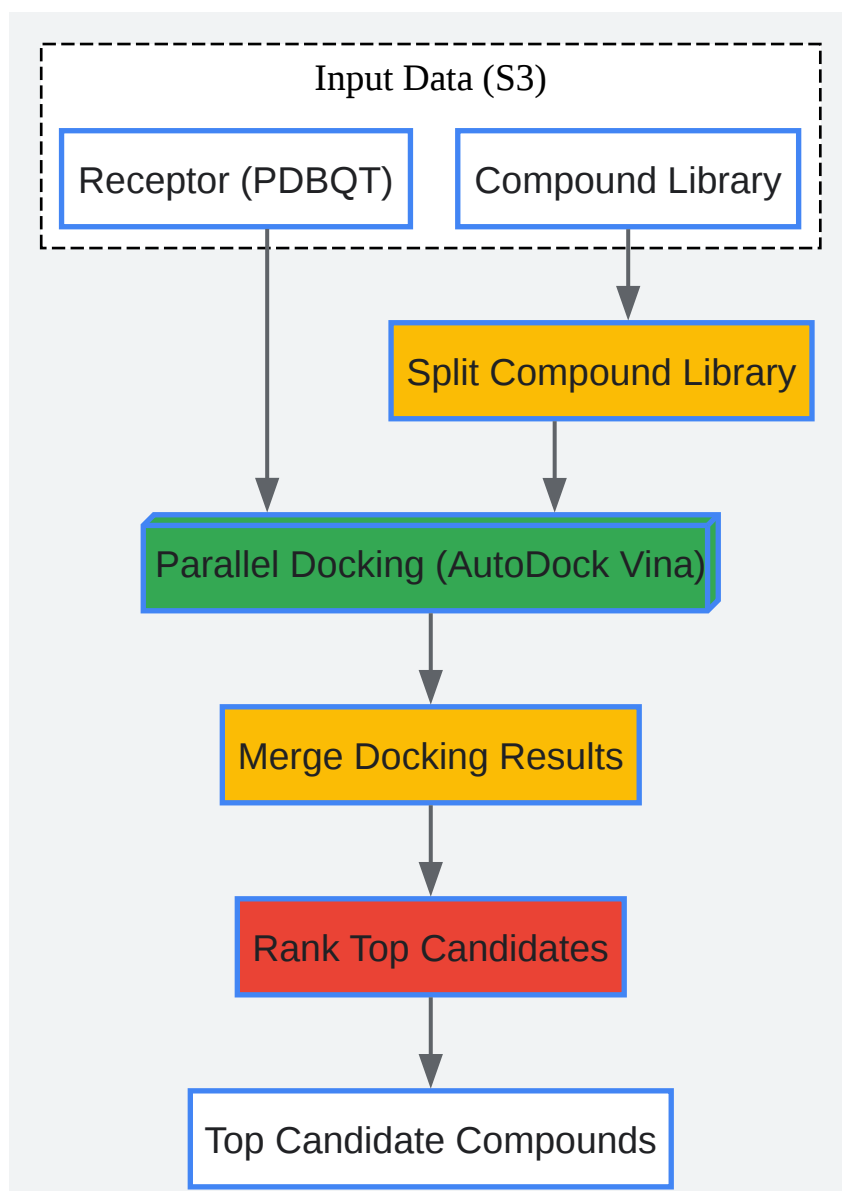 Input Data (S3)
Receptor (PDBQT)
Compound Library
Split Compound Library
Parallel Docking (AutoDock Vina)
Merge Docking Results
Rank Top Candidates
Top Candidate Compounds